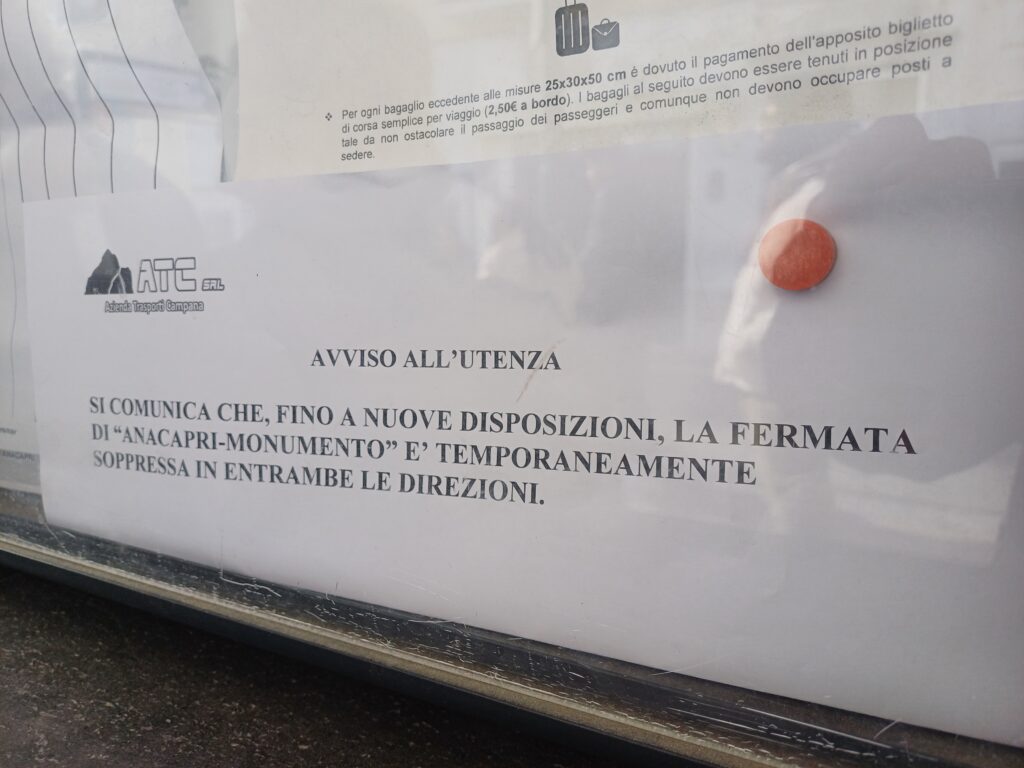 ❖ Per ogni bagaglio eccedente alle misure 25x30x50 cm é dovuto il pagamento dell'apposito biglietto
di corsa semplice per viaggio (2,50€ a bordo). I bagagli al seguito devono essere tenuti in posizione
tale da non ostacolare il passaggio dei passeggeri e comunque non devono occupare posti a
sedere.
ATC SRL
Azienda Trasporti Campana
AVVISO ALL'UTENZA
SI COMUNICA CHE, FINO A NUOVE DISPOSIZIONI, LA FERMATA
DI “ANACAPRI-MONUMENTO” E' TEMPORANEAMENTE
SOPPRESSA IN ENTRAMBE LE DIREZIONI.